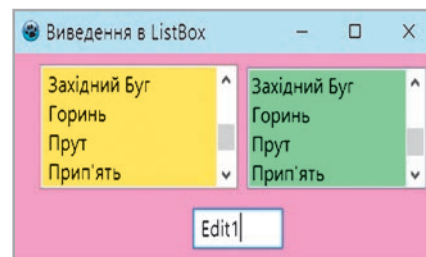 Виведення в ListBox
Західний Буг
Горинь
Прут
Прип'ять
Західний Буг
Горинь
Прут
Прип'ять
Edit1